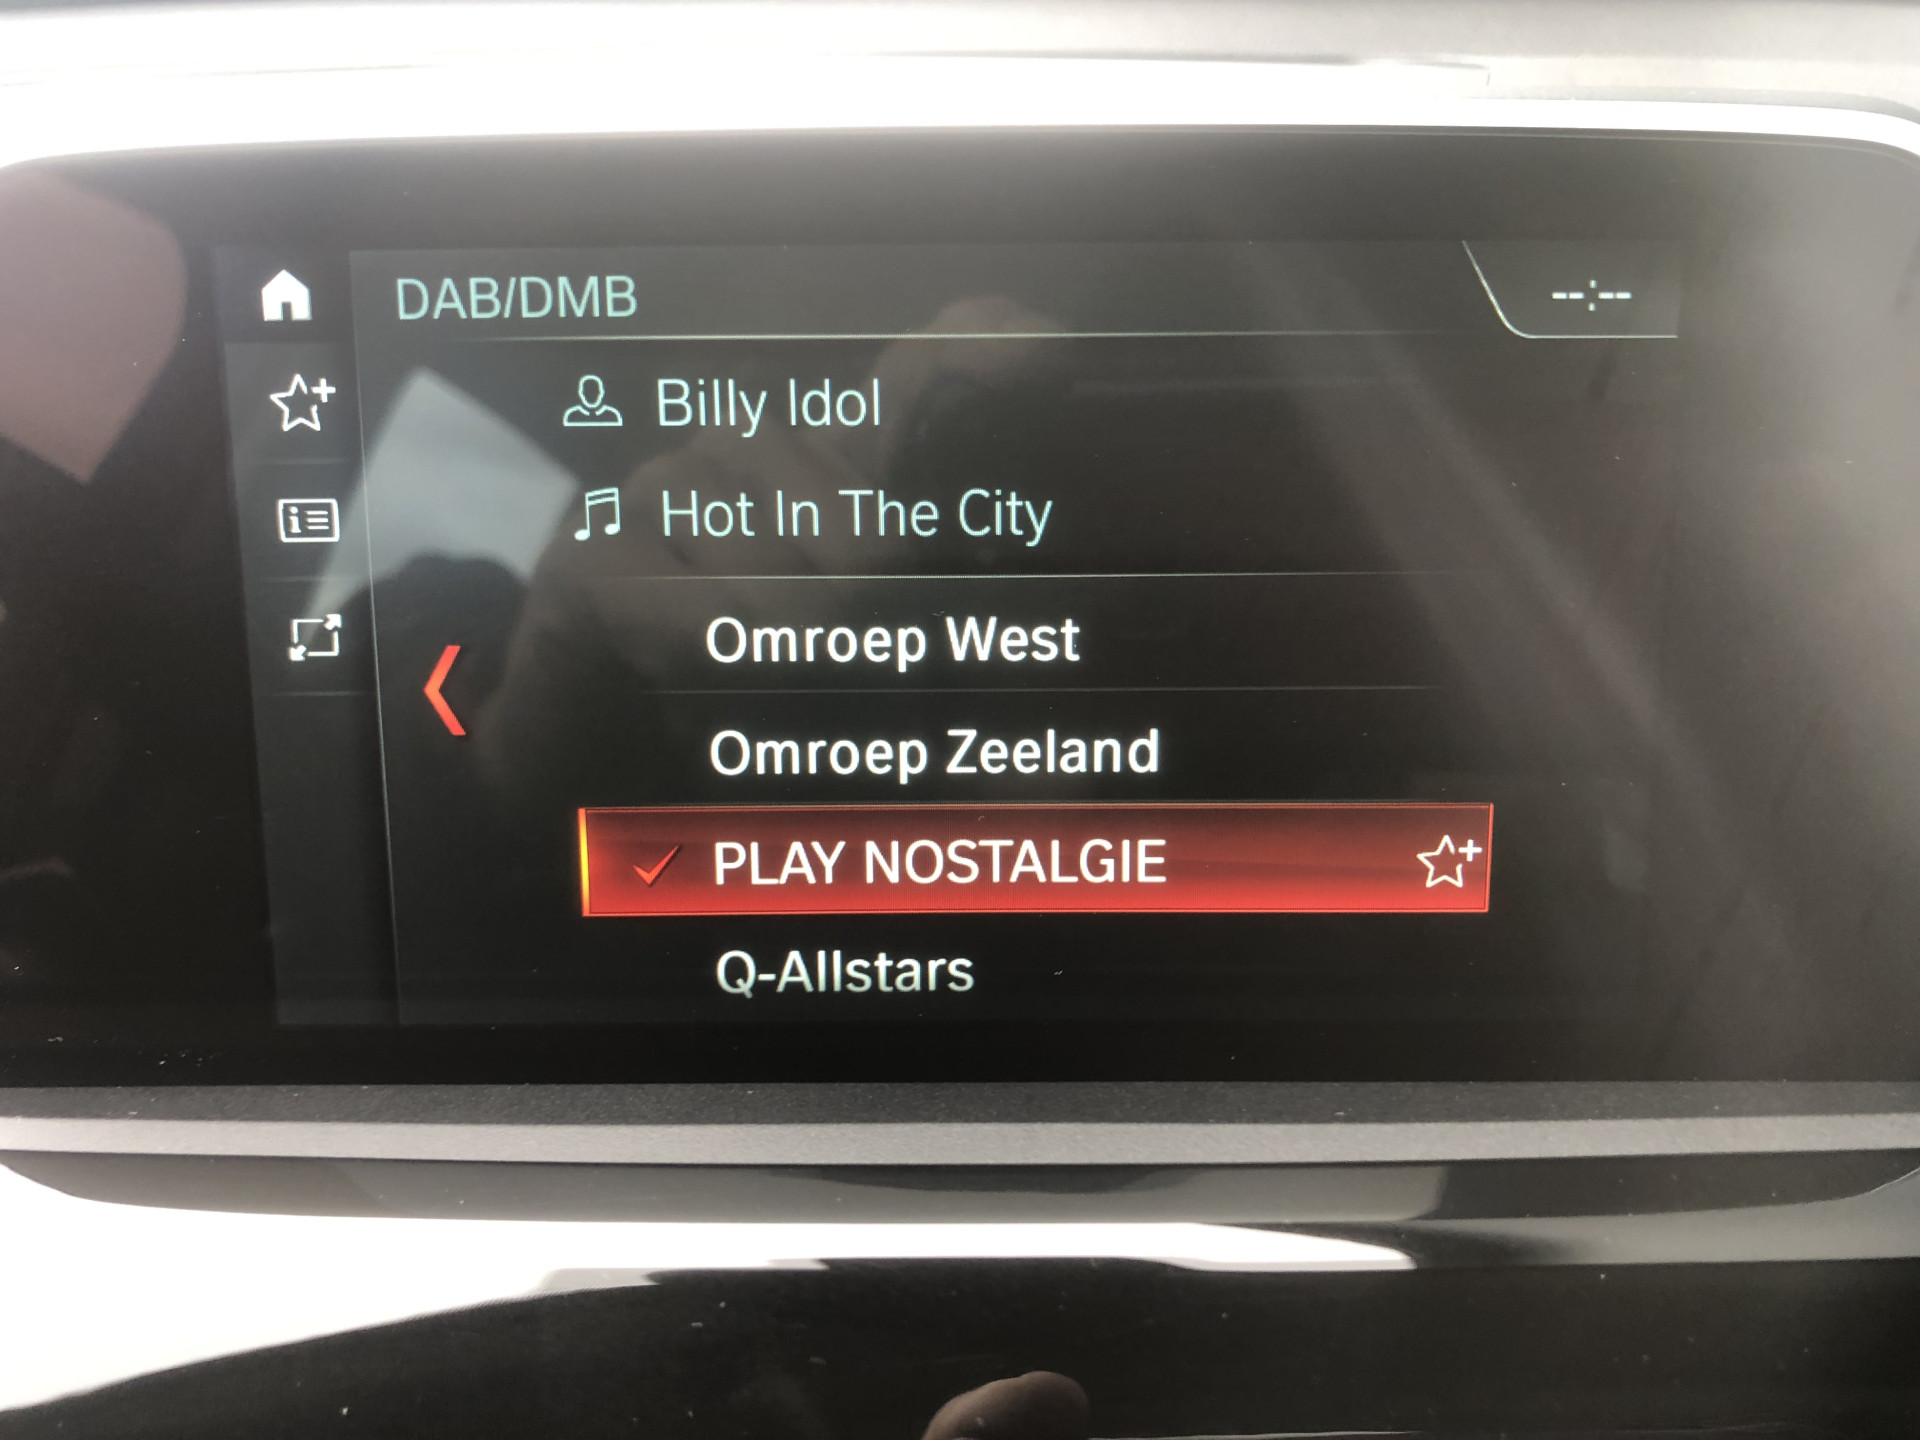 DAB/DMB
--:--
Billy Idol
Hot In The City
Omroep West
Omroep Zeeland
PLAY NOSTALGIE
Q-Allstars